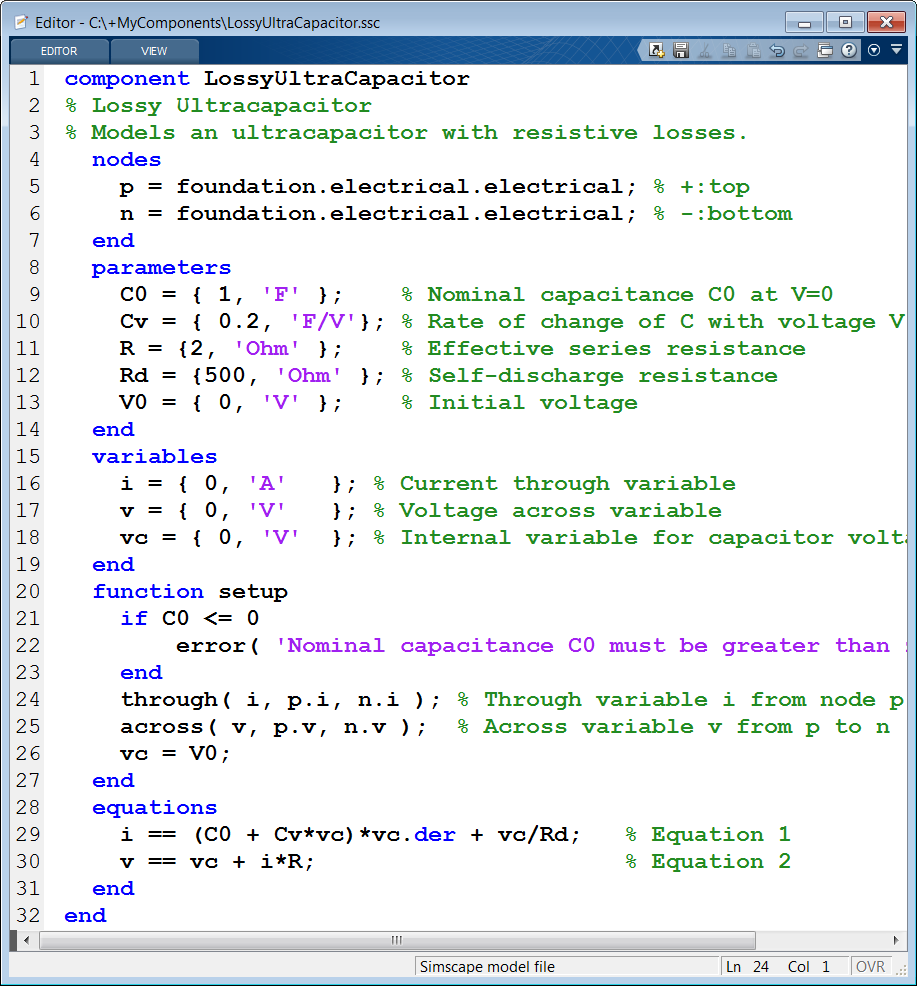 Editor - C:\+MyComponents\LossyUltraCapacitor.ssc
EDITOR VIEW
1 component LossyUltraCapacitor
2 % Lossy Ultracapacitor
3 % Models an ultracapacitor with resistive losses.
4 nodes
5 p = foundation.electrical.electrical; % +:top
6 n = foundation.electrical.electrical; % -:bottom
7 end
8 parameters
9 C0 = { 1, 'F' }; % Nominal capacitance C0 at V=0
10 Cv = { 0.2, 'F/V'}; % Rate of change of C with voltage V
11 R = {2, 'Ohm' }; % Effective series resistance
12 Rd = {500, 'Ohm' }; % Self-discharge resistance
13 V0 = { 0, 'V' }; % Initial voltage
14 end
15 variables
16 i = { 0, 'A' }; % Current through variable
17 v = { 0, 'V' }; % Voltage across variable
18 vc = { 0, 'V' }; % Internal variable for capacitor
19 end
20 function setup
21 if C0 <= 0
22 error( 'Nominal capacitance C0 must be greater than
23 end
24 through( i, p.i, n.i ); % Through variable i from node p
25 across( v, p.v, n.v ); % Across variable v from p to n
26 vc = V0;
27 end
28 equations
29 i == (C0 + Cv*vc)*vc.der + vc/Rd; % Equation 1
30 v == vc + i*R; % Equation 2
31 end
32 end
Simscape model file Ln 24 Col 1 OVR